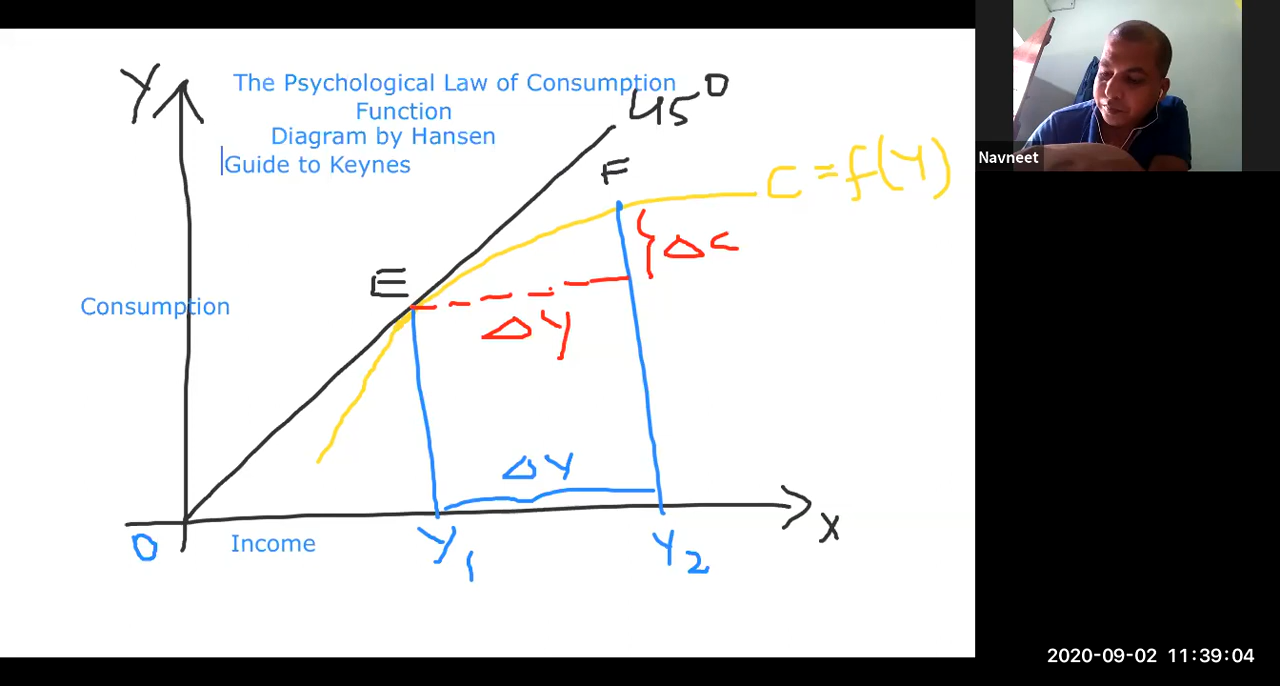 Y
The Psychological Law of Consumption
Function
Diagram by Hansen
Guide to Keynes
45°
F
C = f(Y)
Navneet
ΔC
E
Consumption
ΔY
ΔY
X
O
Income
Y1
Y2
2020-09-02 11:39:04